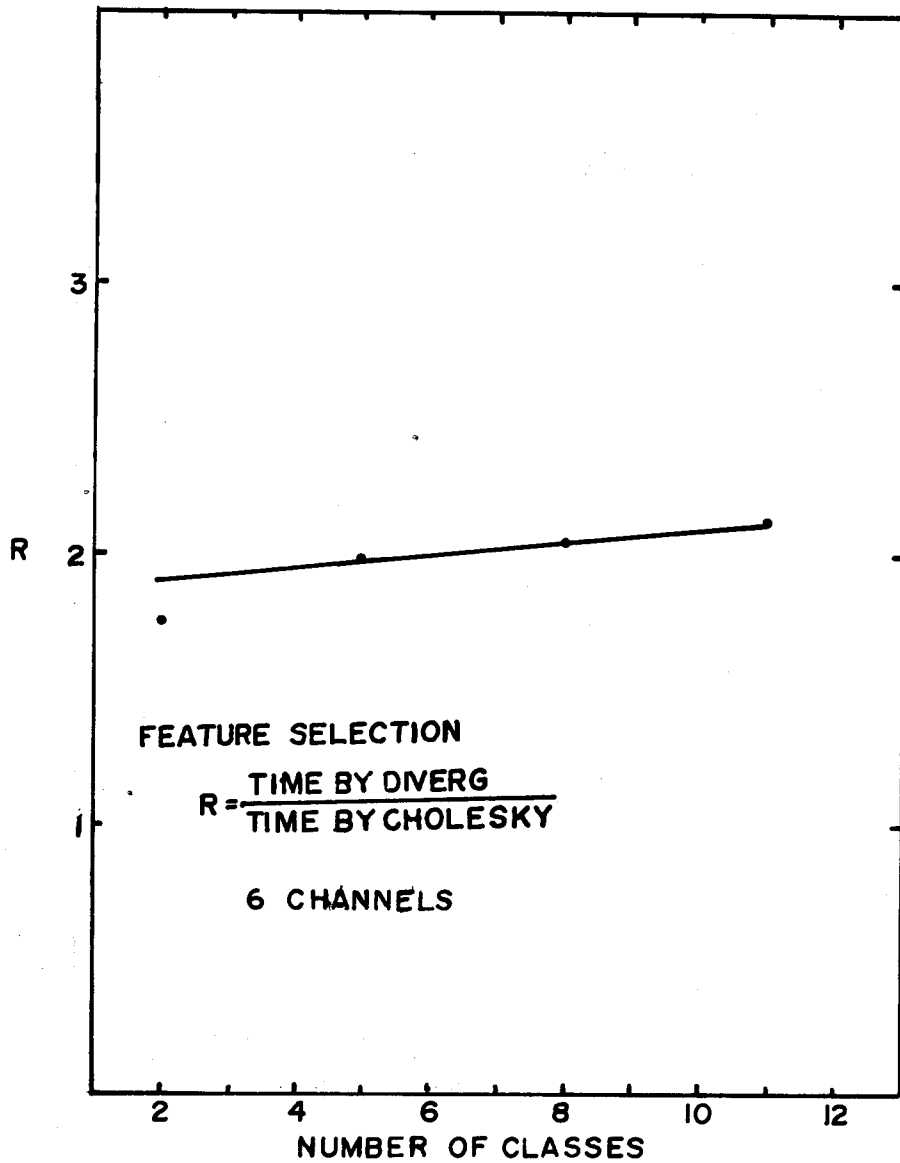 3
R
2
FEATURE SELECTION
R = TIME BY DIVERG
TIME BY CHOLESKY
1
6 CHANNELS
2 4 6 8 10 12
NUMBER OF CLASSES